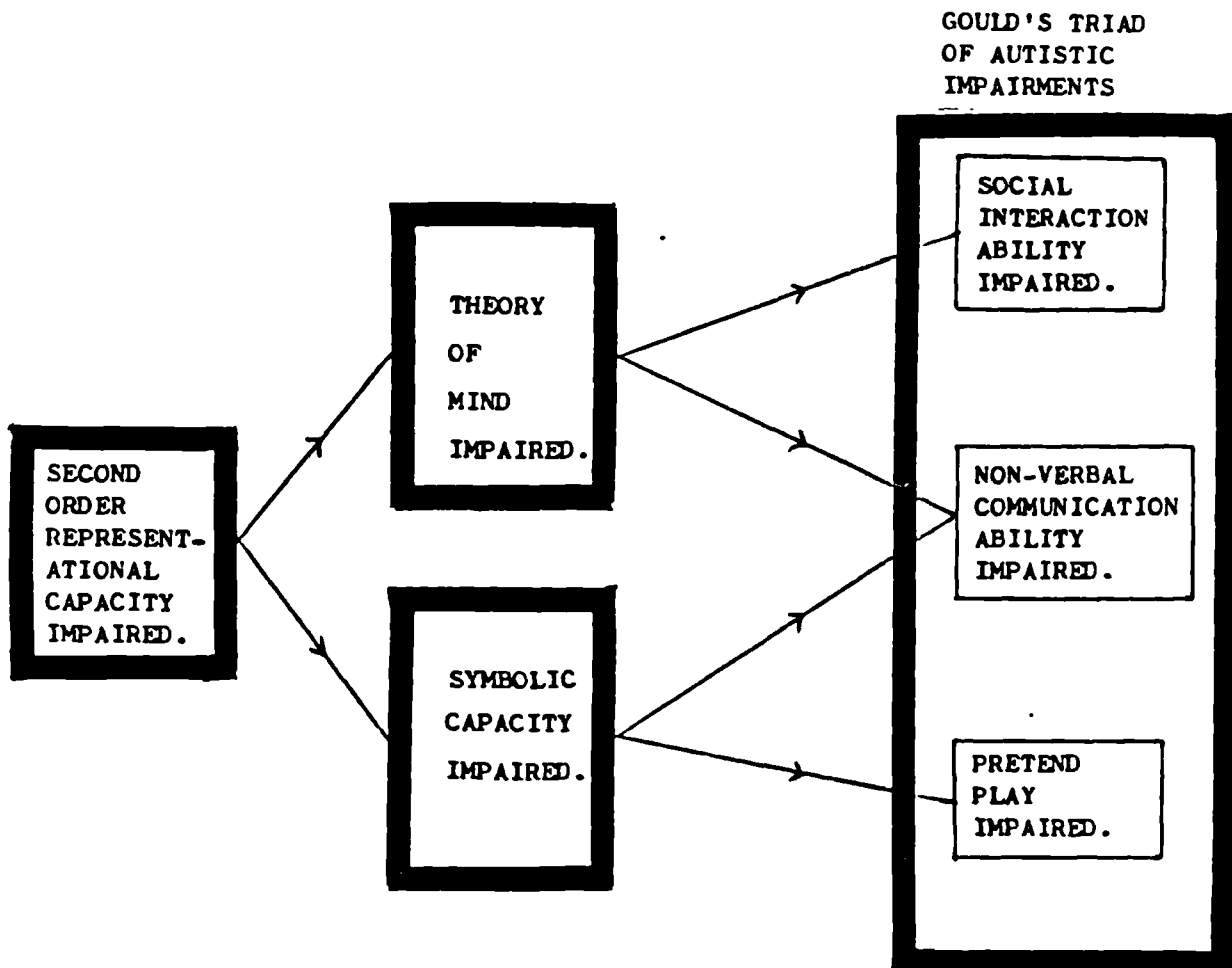 GOULD'S TRIAD
OF AUTISTIC
IMPAIRMENTS
SOCIAL
INTERACTION
ABILITY
IMPAIRED.
THEORY
OF
MIND
IMPAIRED.
SECOND
ORDER
REPRESENT-
ATIONAL
CAPACITY
IMPAIRED.
NON-VERBAL
COMMUNICATION
ABILITY
IMPAIRED.
SYMBOLIC
CAPACITY
IMPAIRED.
PRETEND
PLAY
IMPAIRED.